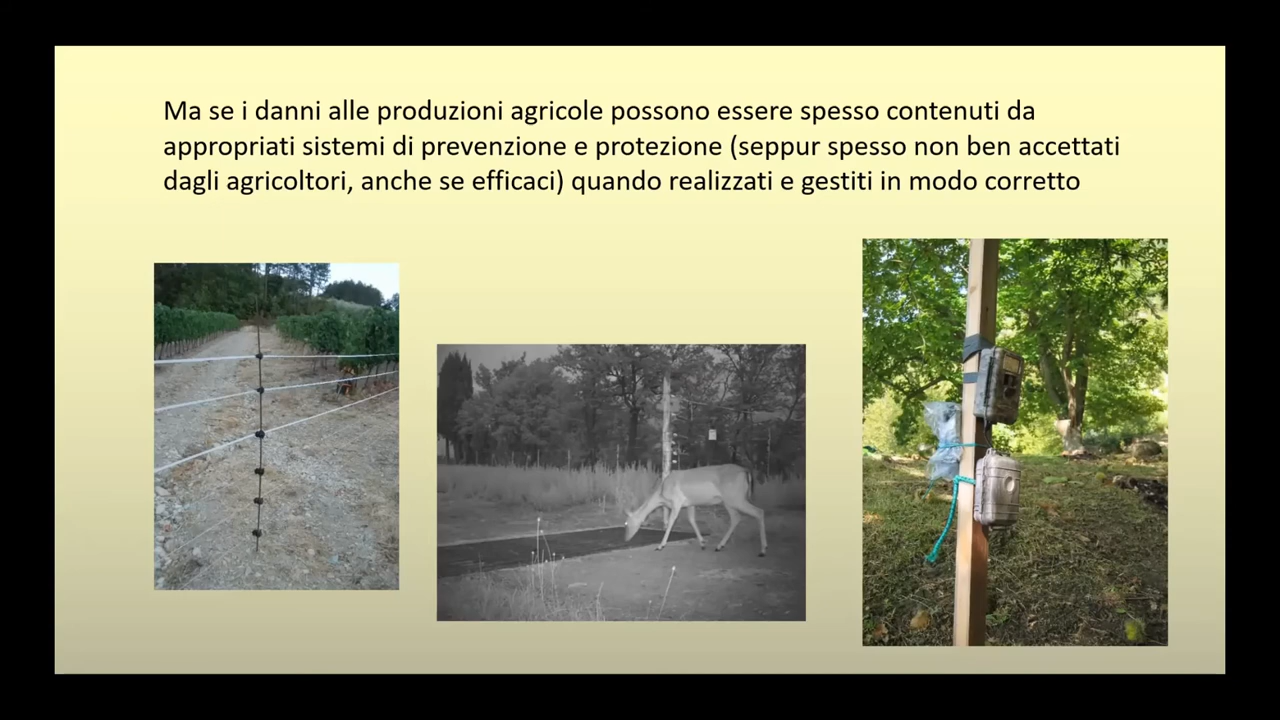 Ma se i danni alle produzioni agricole possono essere spesso contenuti da
appropriati sistemi di prevenzione e protezione (seppur spesso non ben accettati
dagli agricoltori, anche se efficaci) quando realizzati e gestiti in modo corretto